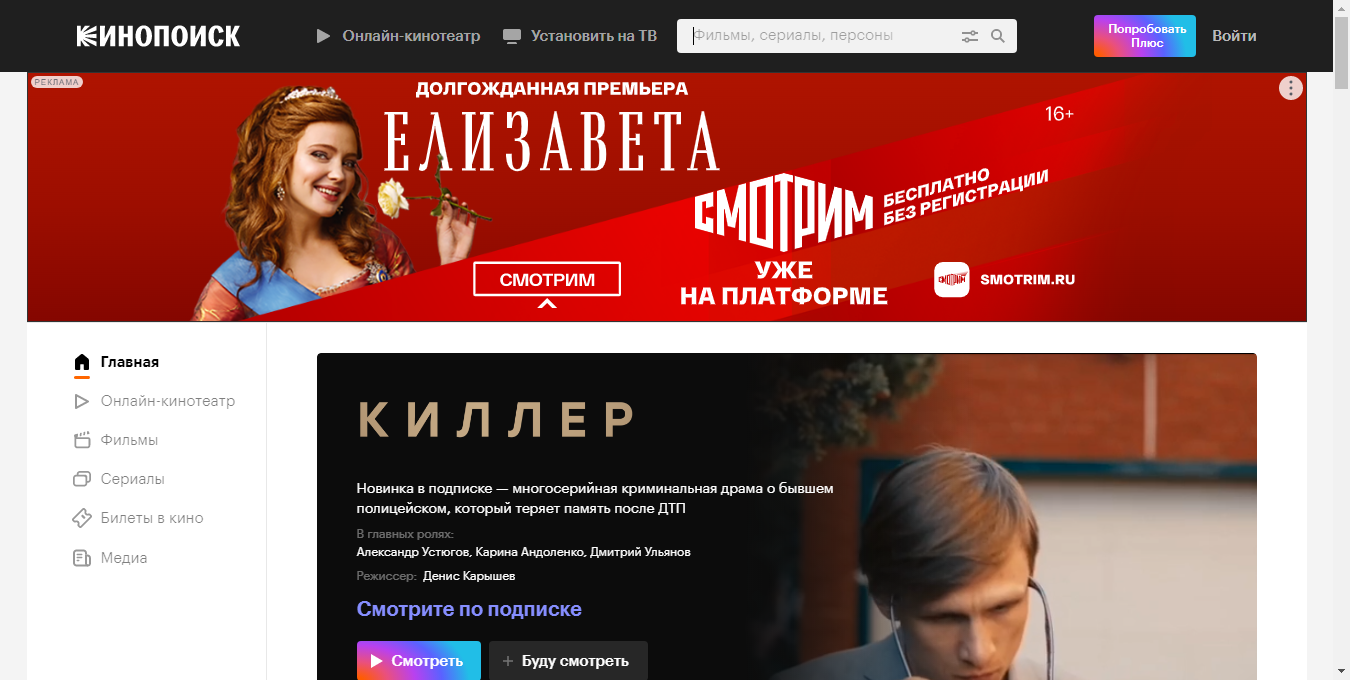 КИНОПОИСК
Онлайн-кинотеатр
Установить на ТВ
Фильмы, сериалы, персоны
Попробовать
Плюс
Войти
РЕКЛАМА
ДОЛГОЖДАННАЯ ПРЕМЬЕРА
ЕЛИЗАВЕТА
16+
СМОТРИМ
БЕСПЛАТНО
БЕЗ РЕГИСТРАЦИИ
СМОТРИМ
УЖЕ
НА ПЛАТФОРМЕ
СМОТРИМ
SMOTRIM.RU
Главная
Онлайн-кинотеатр
Фильмы
Сериалы
Билеты в кино
Медиа
КИЛЛЕР
Новинка в подписке — многосерийная криминальная драма о бывшем
полицейском, который теряет память после ДТП
В главных ролях:
Александр Устюгов, Карина Андоленко, Дмитрий Ульянов
Режиссер: Денис Карышев
Смотрите по подписке
Смотреть
+ Буду смотреть